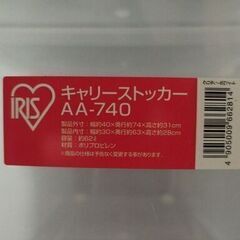 IRIS
キャリーストッカー
AA-740
製品外寸：幅約40×奥行約74×高さ約31cm
製品内寸：幅約30×奥行約63×高さ約28cm
容量：約62ℓ
材質：ポリプロピレン
※商品の仕様は予告なく変更する事があります。
4 905009 662814